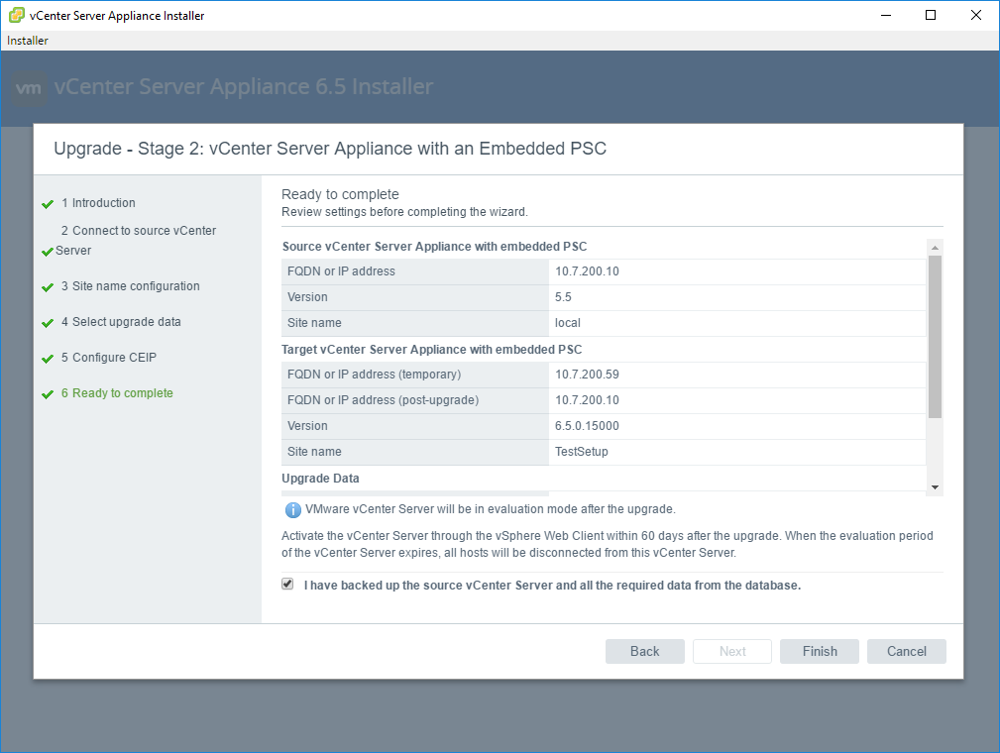 vCenter Server Appliance Installer
Installer
vm vCenter Server Appliance 6.5 Installer
Upgrade - Stage 2: vCenter Server Appliance with an Embedded PSC
1 Introduction
2 Connect to source vCenter
Server
3 Site name configuration
4 Select upgrade data
5 Configure CEIP
6 Ready to complete
Ready to complete
Review settings before completing the wizard.
Source vCenter Server Appliance with embedded PSC
FQDN or IP address 10.7.200.10
Version 5.5
Site name local
Target vCenter Server Appliance with embedded PSC
FQDN or IP address (temporary) 10.7.200.59
FQDN or IP address (post-upgrade) 10.7.200.10
Version 6.5.0.15000
Site name TestSetup
Upgrade Data
VMware vCenter Server will be in evaluation mode after the upgrade.
Activate the vCenter Server through the vSphere Web Client within 60 days after the upgrade. When the evaluation period
of the vCenter Server expires, all hosts will be disconnected from this vCenter Server.
I have backed up the source vCenter Server and all the required data from the database.
Back Next Finish Cancel